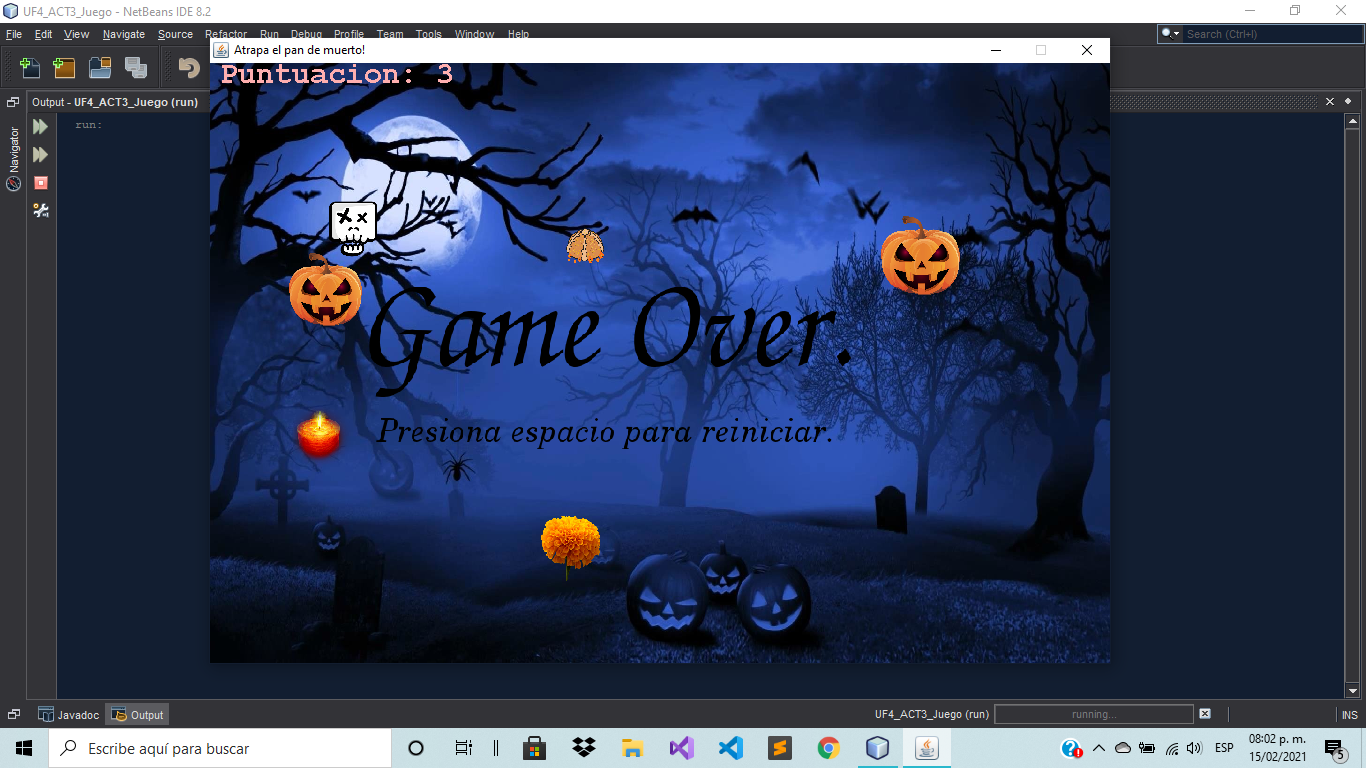 UF4_ACT3_Juego - NetBeans IDE 8.2
File Edit View Navigate Source Refactor Run Debug Profile Team Tools Window Help
Search (Ctrl+I)
Atrapa el pan de muerto!
Puntuacion: 3
Output - UF4_ACT3_Juego (run)
run:
Navigator
Game Over.
Presiona espacio para reiniciar.
Javadoc
Output
UF4_ACT3_Juego (run)
running...
INS
Escribe aquí para buscar
ESP
08:02 p. m.
15/02/2021
5